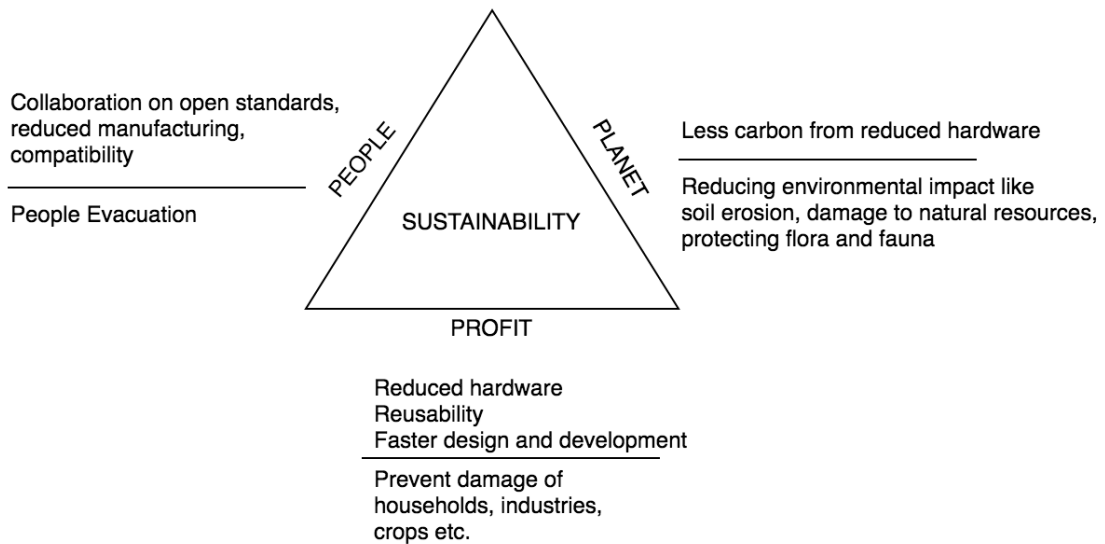 Collaboration on open standards,
reduced manufacturing,
compatibility
People Evacuation
PEOPLE
SUSTAINABILITY
PLANET
Less carbon from reduced hardware
Reducing environmental impact like
soil erosion, damage to natural resources,
protecting flora and fauna
PROFIT
Reduced hardware
Reusability
Faster design and development
Prevent damage of
households, industries,
crops etc.